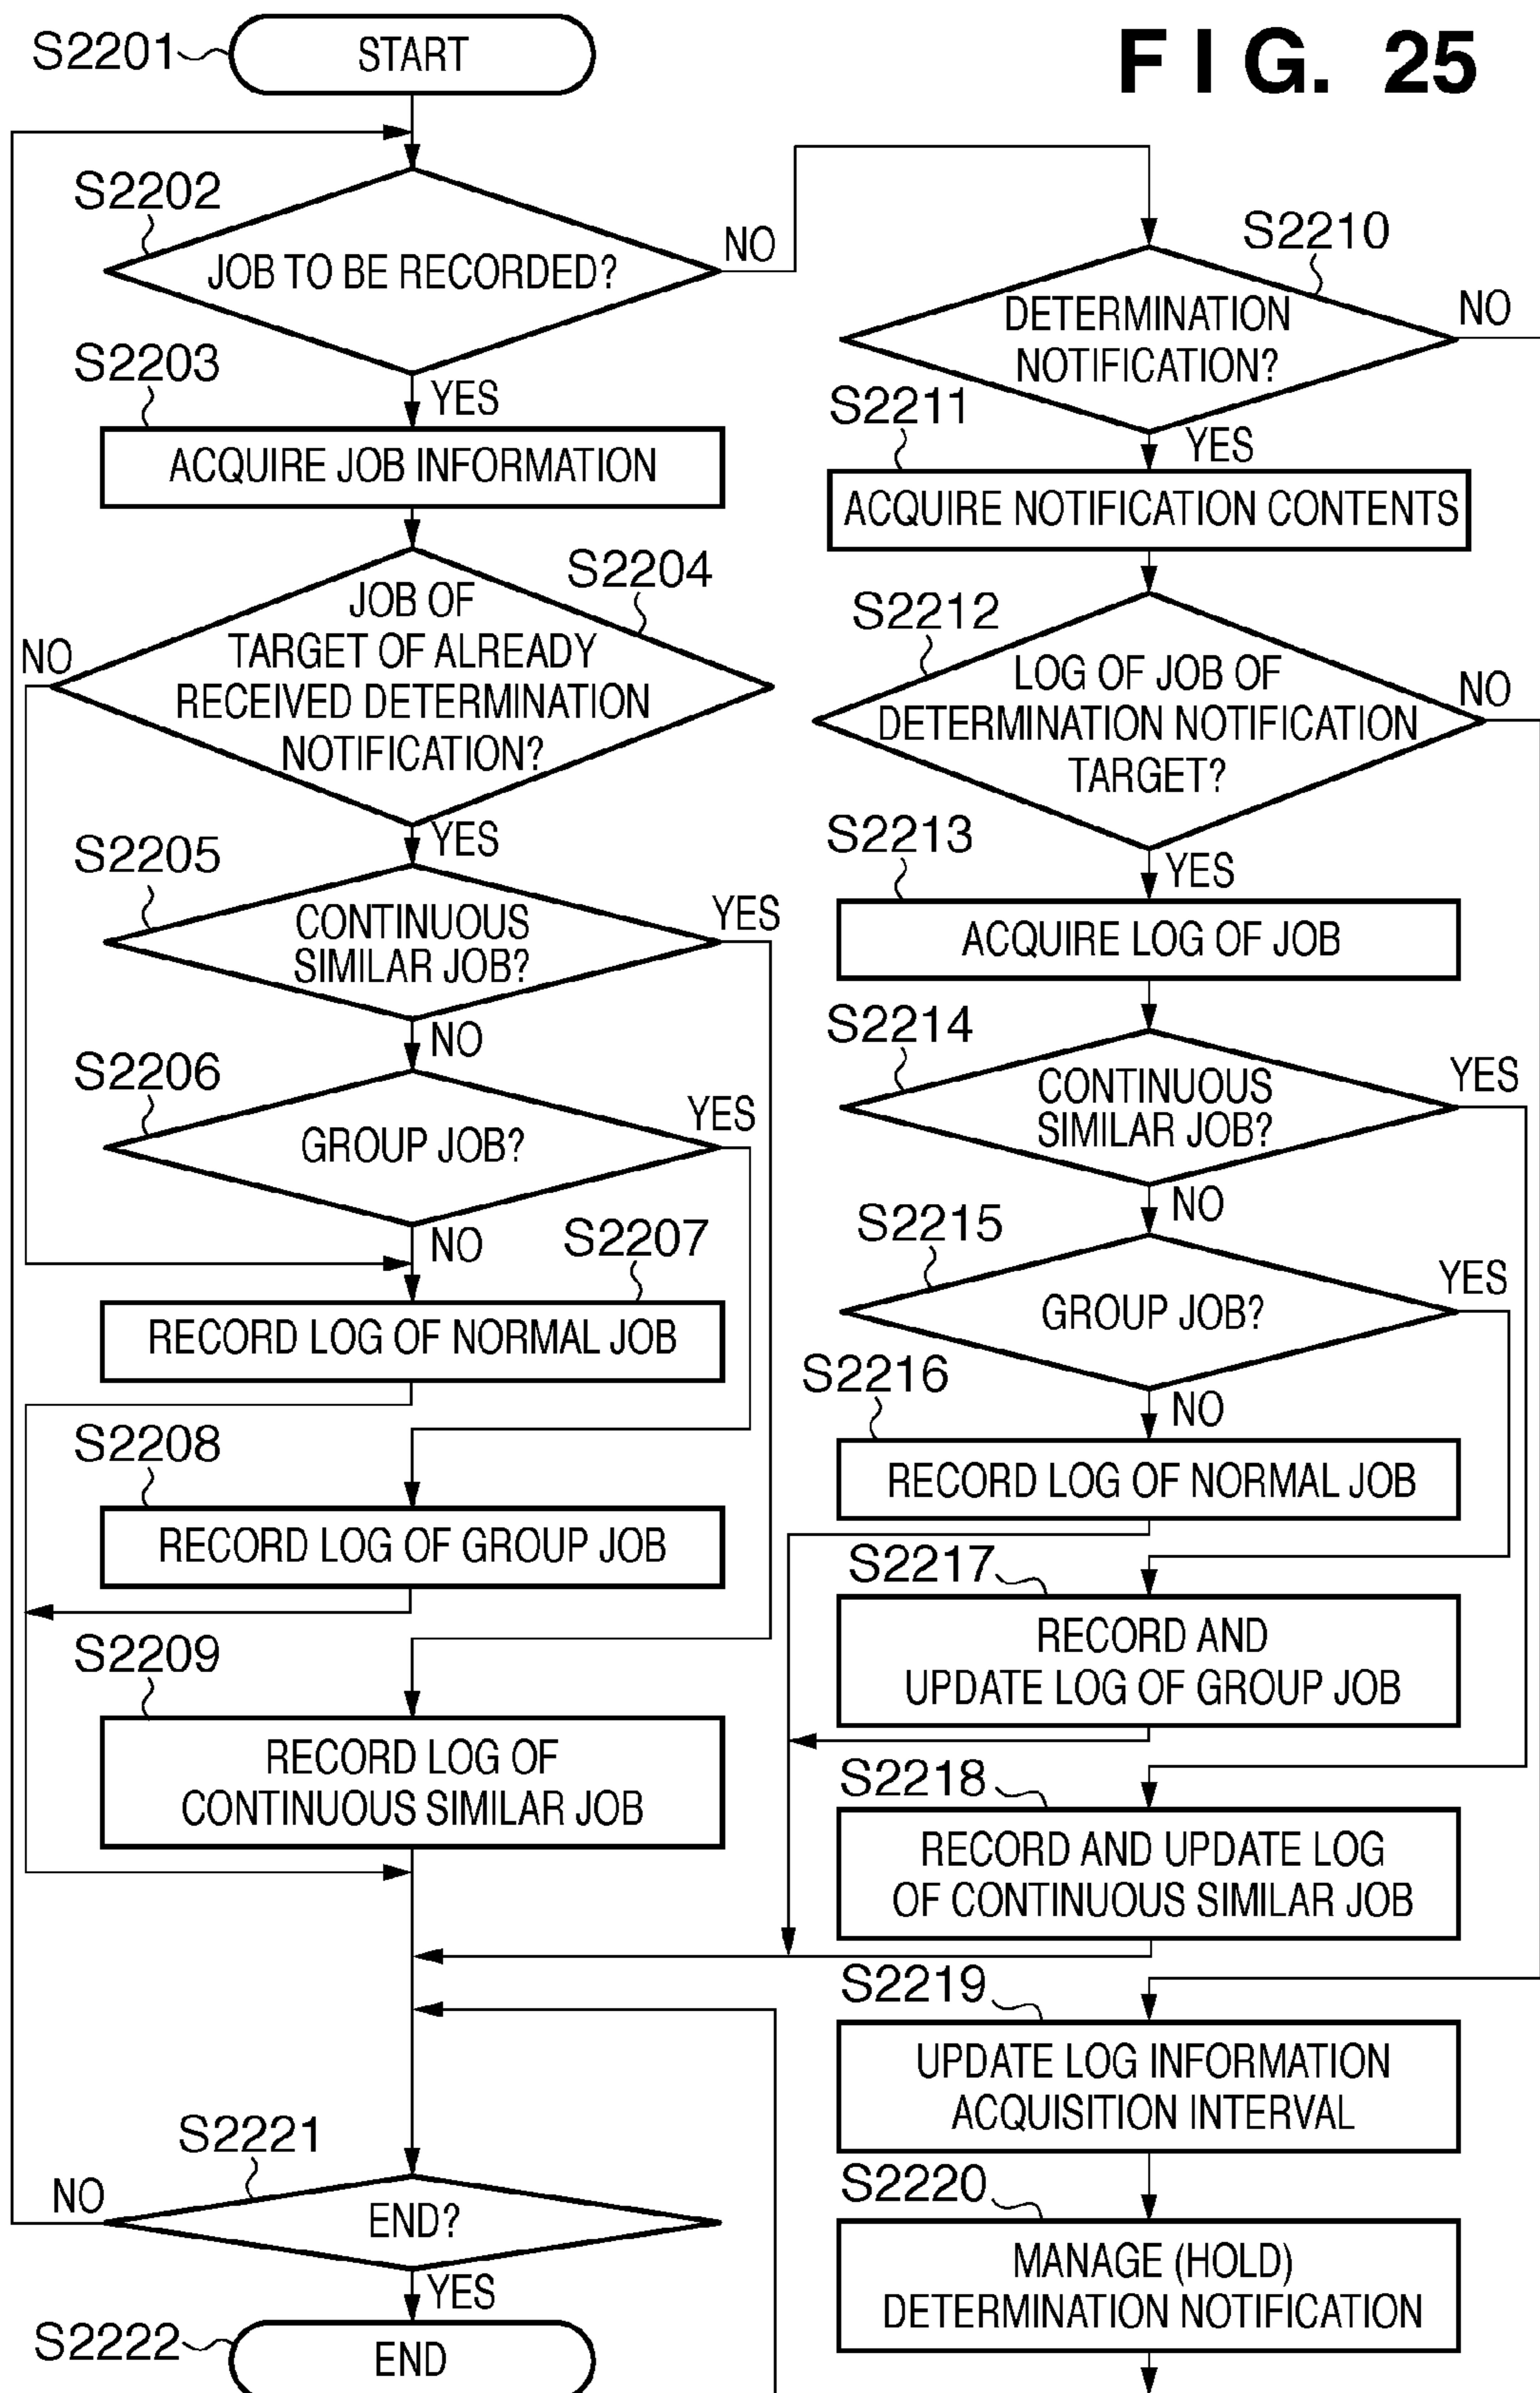 FIG. 25
S2201
START
S2202
JOB TO BE RECORDED?
NO
YES
S2203
ACQUIRE JOB INFORMATION
S2204
JOB OF
TARGET OF ALREADY
RECEIVED DETERMINATION
NOTIFICATION?
NO
YES
S2205
CONTINUOUS
SIMILAR JOB?
YES
NO
S2206
GROUP JOB?
YES
NO
S2207
RECORD LOG OF NORMAL JOB
S2208
RECORD LOG OF GROUP JOB
S2209
RECORD LOG OF
CONTINUOUS SIMILAR JOB
S2210
DETERMINATION
NOTIFICATION?
NO
YES
S2211
ACQUIRE NOTIFICATION CONTENTS
S2212
LOG OF JOB OF
DETERMINATION NOTIFICATION
TARGET?
NO
YES
S2213
ACQUIRE LOG OF JOB
S2214
CONTINUOUS
SIMILAR JOB?
YES
NO
S2215
GROUP JOB?
YES
NO
S2216
RECORD LOG OF NORMAL JOB
S2217
RECORD AND
UPDATE LOG OF GROUP JOB
S2218
RECORD AND UPDATE LOG
OF CONTINUOUS SIMILAR JOB
S2219
UPDATE LOG INFORMATION
ACQUISITION INTERVAL
S2220
MANAGE (HOLD)
DETERMINATION NOTIFICATION
S2221
END?
NO
YES
S2222
END